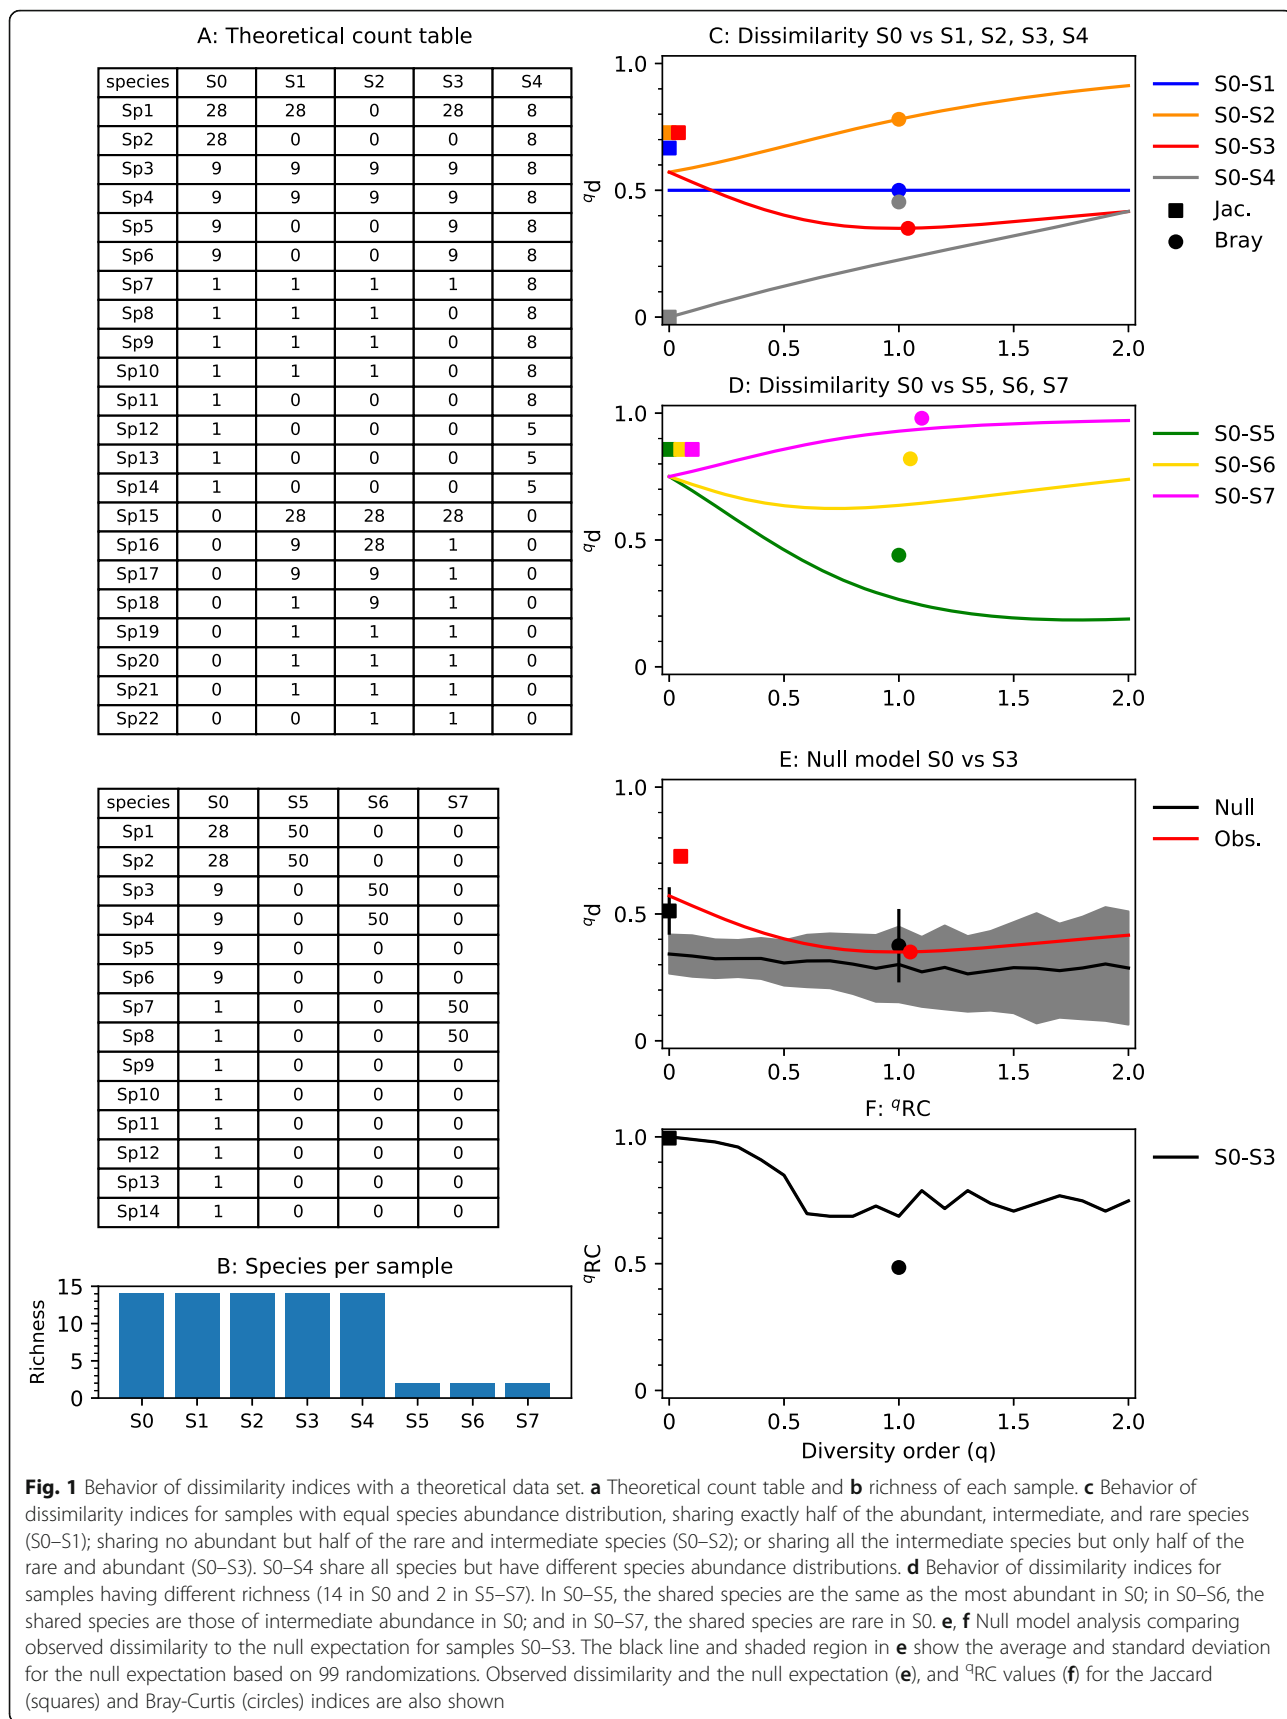 A: Theoretical count table
species S0 S1 S2 S3 S4
Sp1 28 28 0 28 8
Sp2 28 0 0 0 8
Sp3 9 9 9 9 8
Sp4 9 9 9 9 8
Sp5 9 0 0 9 8
Sp6 9 0 0 9 8
Sp7 1 1 1 1 8
Sp8 1 1 1 0 8
Sp9 1 1 1 0 8
Sp10 1 1 1 0 8
Sp11 1 0 0 0 8
Sp12 1 0 0 0 5
Sp13 1 0 0 0 5
Sp14 1 0 0 0 5
Sp15 0 28 28 28 0
Sp16 0 9 28 1 0
Sp17 0 9 9 1 0
Sp18 0 1 9 1 0
Sp19 0 1 1 1 0
Sp20 0 1 1 1 0
Sp21 0 1 1 1 0
Sp22 0 0 1 1 0
species S0 S5 S6 S7
Sp1 28 50 0 0
Sp2 28 50 0 0
Sp3 9 0 50 0
Sp4 9 0 50 0
Sp5 9 0 0 0
Sp6 9 0 0 0
Sp7 1 0 0 50
Sp8 1 0 0 50
Sp9 1 0 0 0
Sp10 1 0 0 0
Sp11 1 0 0 0
Sp12 1 0 0 0
Sp13 1 0 0 0
Sp14 1 0 0 0
B: Species per sample
Richness
15
10
5
0
S0 S1 S2 S3 S4 S5 S6 S7
C: Dissimilarity S0 vs S1, S2, S3, S4
qd
1.0
0.5
0
0 0.5 1.0 1.5 2.0
S0-S1
S0-S2
S0-S3
S0-S4
Jac.
Bray
D: Dissimilarity S0 vs S5, S6, S7
qd
1.0
0.5
0
0 0.5 1.0 1.5 2.0
S0-S5
S0-S6
S0-S7
E: Null model S0 vs S3
qd
1.0
0.5
0
0 0.5 1.0 1.5 2.0
Null
Obs.
F: qRC
qRC
1.0
0.5
0
0 0.5 1.0 1.5 2.0
Diversity order (q)
S0-S3
Fig. 1 Behavior of dissimilarity indices with a theoretical data set. a Theoretical count table and b richness of each sample. c Behavior of
dissimilarity indices for samples with equal species abundance distribution, sharing exactly half of the abundant, intermediate, and rare species
(S0–S1); sharing no abundant but half of the rare and intermediate species (S0–S2); or sharing all the intermediate species but only half of the
rare and abundant (S0–S3). S0–S4 share all species but have different species abundance distributions. d Behavior of dissimilarity indices for
samples having different richness (14 in S0 and 2 in S5–S7). In S0–S5, the shared species are the same as the most abundant in S0; in S0–S6, the
shared species are those of intermediate abundance in S0; and in S0–S7, the shared species are rare in S0. e, f Null model analysis comparing
observed dissimilarity to the null expectation for samples S0–S3. The black line and shaded region in e show the average and standard deviation
for the null expectation based on 99 randomizations. Observed dissimilarity and the null expectation (e), and qRC values (f) for the Jaccard
(squares) and Bray-Curtis (circles) indices are also shown